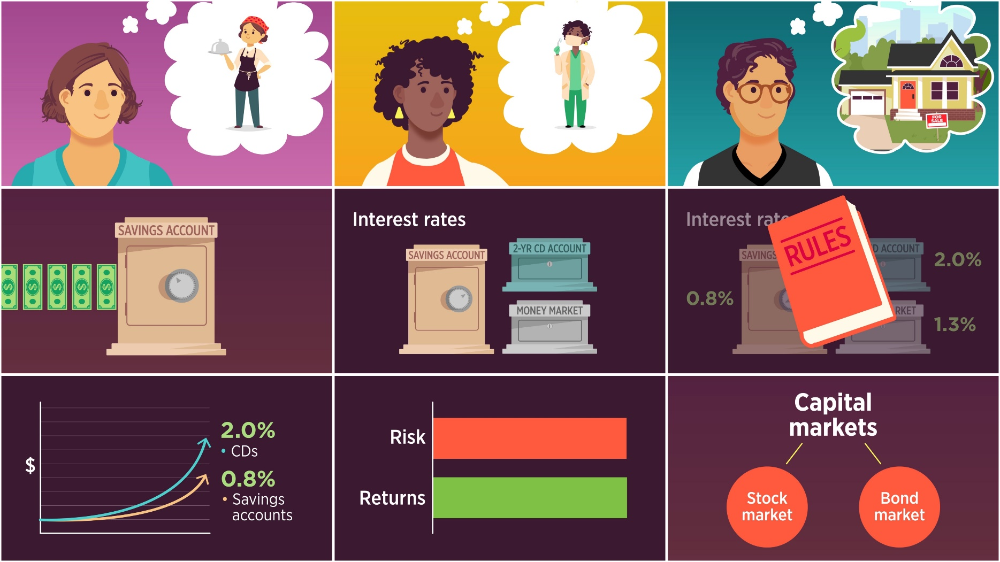 FOR
SALE
SAVINGS ACCOUNT
Interest rates
SAVINGS ACCOUNT
2-YR CD ACCOUNT
MONEY MARKET
Interest rate
SAVINGS
D ACCOUNT
2.0%
RULES
0.8%
RKET
1.3%
$
2.0%
• CDs
0.8%
• Savings
accounts
Risk
Returns
Capital
markets
Stock
market
Bond
market